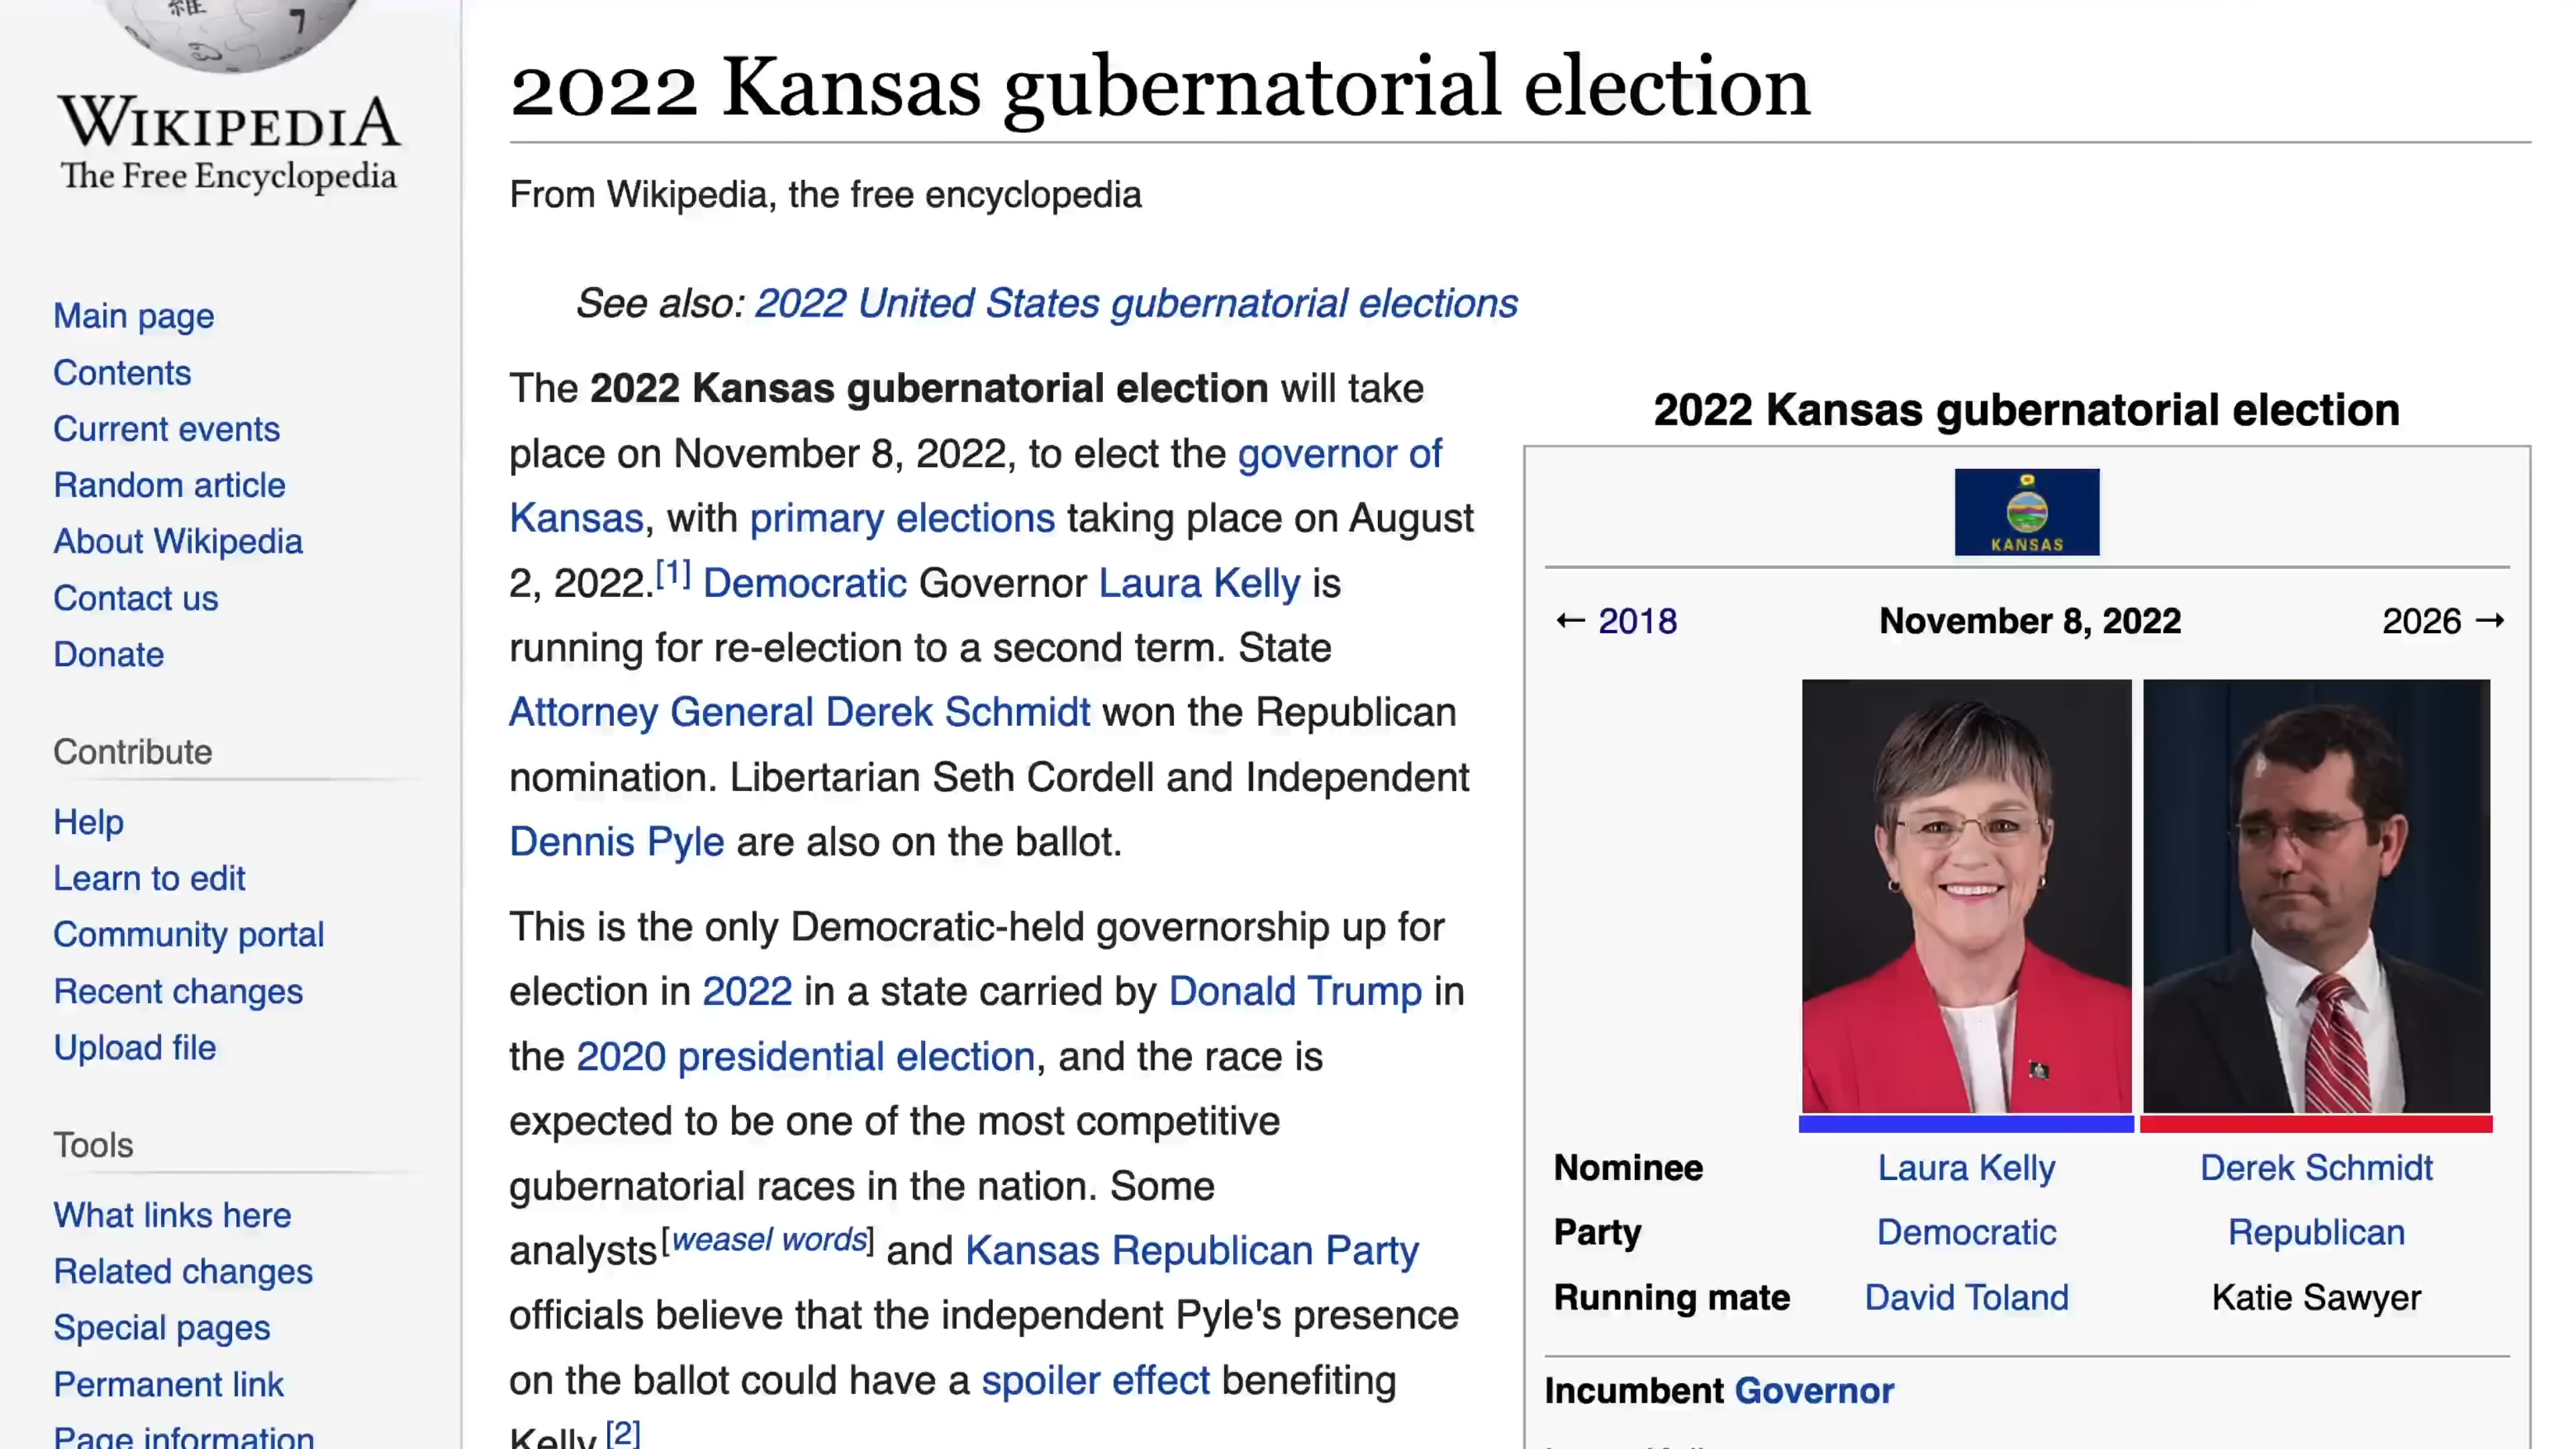 維
7
WIKIPEDIA
The Free Encyclopedia
Main page
Contents
Current events
Random article
About Wikipedia
Contact us
Donate
Contribute
Help
Learn to edit
Community portal
Recent changes
Upload file
Tools
What links here
Related changes
Special pages
Permanent link
Page information
2022 Kansas gubernatorial election
From Wikipedia, the free encyclopedia
See also: 2022 United States gubernatorial elections
The 2022 Kansas gubernatorial election will take
place on November 8, 2022, to elect the governor of
Kansas, with primary elections taking place on August
2, 2022.[1] Democratic Governor Laura Kelly is
running for re-election to a second term. State
Attorney General Derek Schmidt won the Republican
nomination. Libertarian Seth Cordell and Independent
Dennis Pyle are also on the ballot.
This is the only Democratic-held governorship up for
election in 2022 in a state carried by Donald Trump in
the 2020 presidential election, and the race is
expected to be one of the most competitive
gubernatorial races in the nation. Some
analysts[weasel words] and Kansas Republican Party
officials believe that the independent Pyle's presence
on the ballot could have a spoiler effect benefiting
Kelly.[2]
2022 Kansas gubernatorial election
KANSAS
← 2018 November 8, 2022 2026 →
Nominee Laura Kelly Derek Schmidt
Party Democratic Republican
Running mate David Toland Katie Sawyer
Incumbent Governor